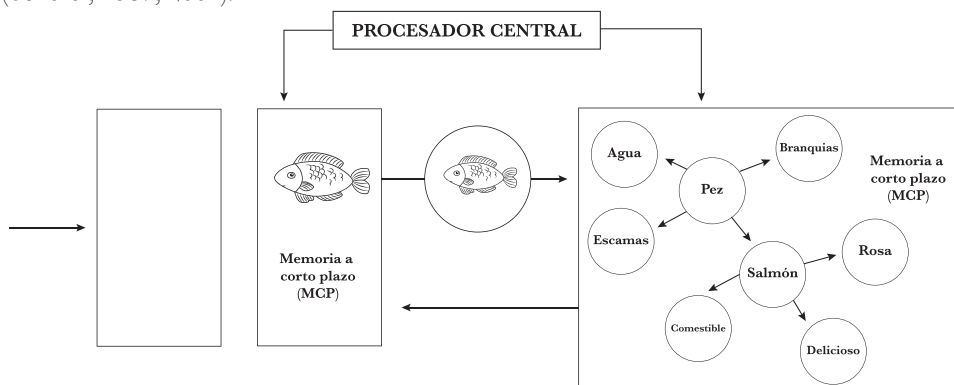 PROCESADOR CENTRAL
Memoria a
corto plazo
(MCP)
Agua
Branquias
Pez
Escamas
Salmón
Rosa
Comestible
Delicioso
Memoria a
corto plazo
(MCP)